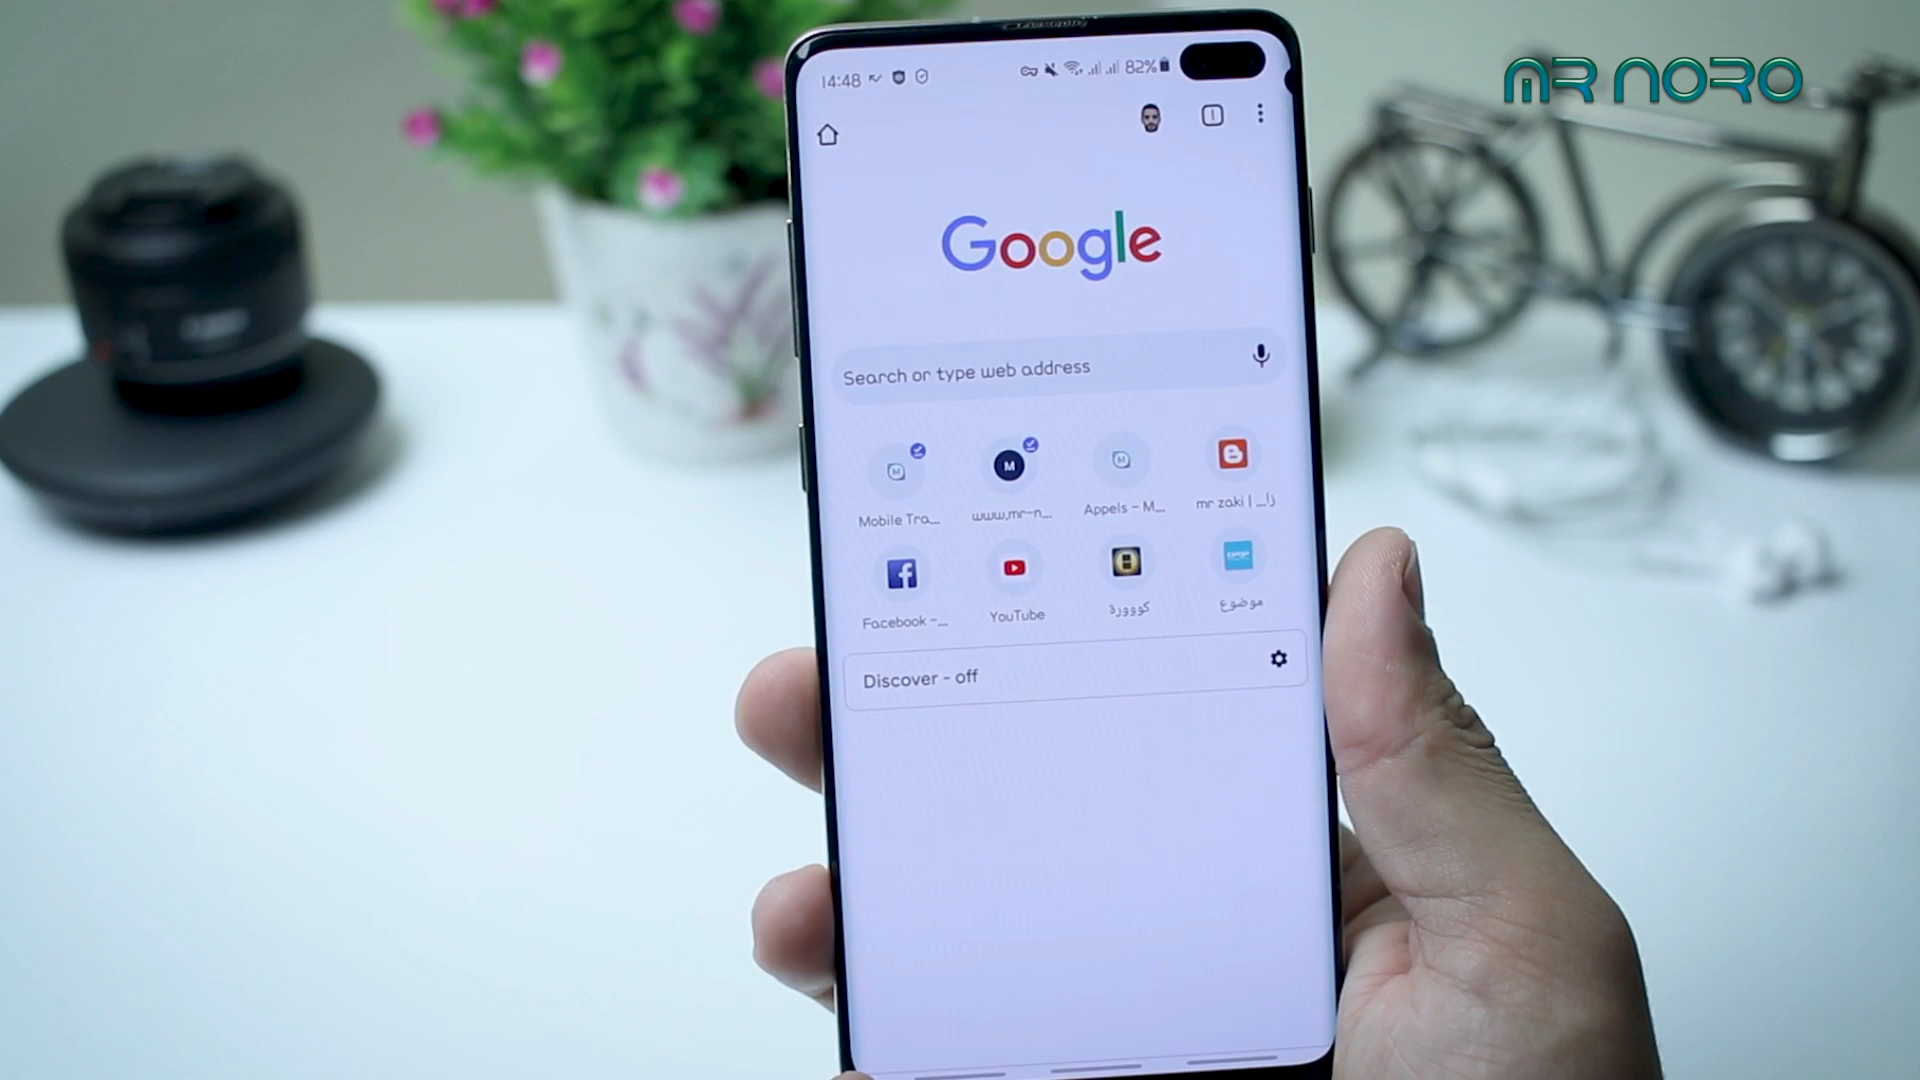 MR NORO
14:48
82%
Google
Search or type web address
M
M
M
Mobile Tra...
www.mr-n...
Appels - M...
mr zaki | ...زا
Facebook -...
YouTube
كووورة
موضوع
Discover - off